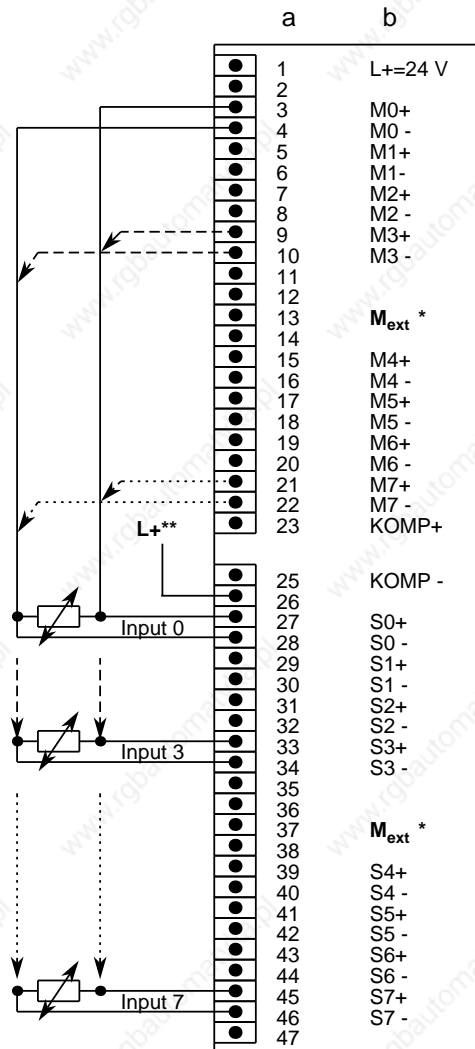 a b
1 L+=24 V
2
3 M0+
4 M0 -
5 M1+
6 M1-
7 M2+
8 M2 -
9 M3+
10 M3 -
11
12
13 Mext *
14
15 M4+
16 M4 -
17 M5+
18 M5 -
19 M6+
20 M6 -
21 M7+
22 M7 -
23 KOMP+
L+**
25 KOMP -
26
27 S0+
Input 0
28 S0 -
29 S1+
30 S1 -
31 S2+
32 S2 -
33 S3+
Input 3
34 S3 -
35
36
37 Mext *
38
39 S4+
40 S4 -
41 S5+
42 S5 -
43 S6+
44 S6 -
45 S7+
Input 7
46 S7 -
47
www.rgbautomatyka.pl